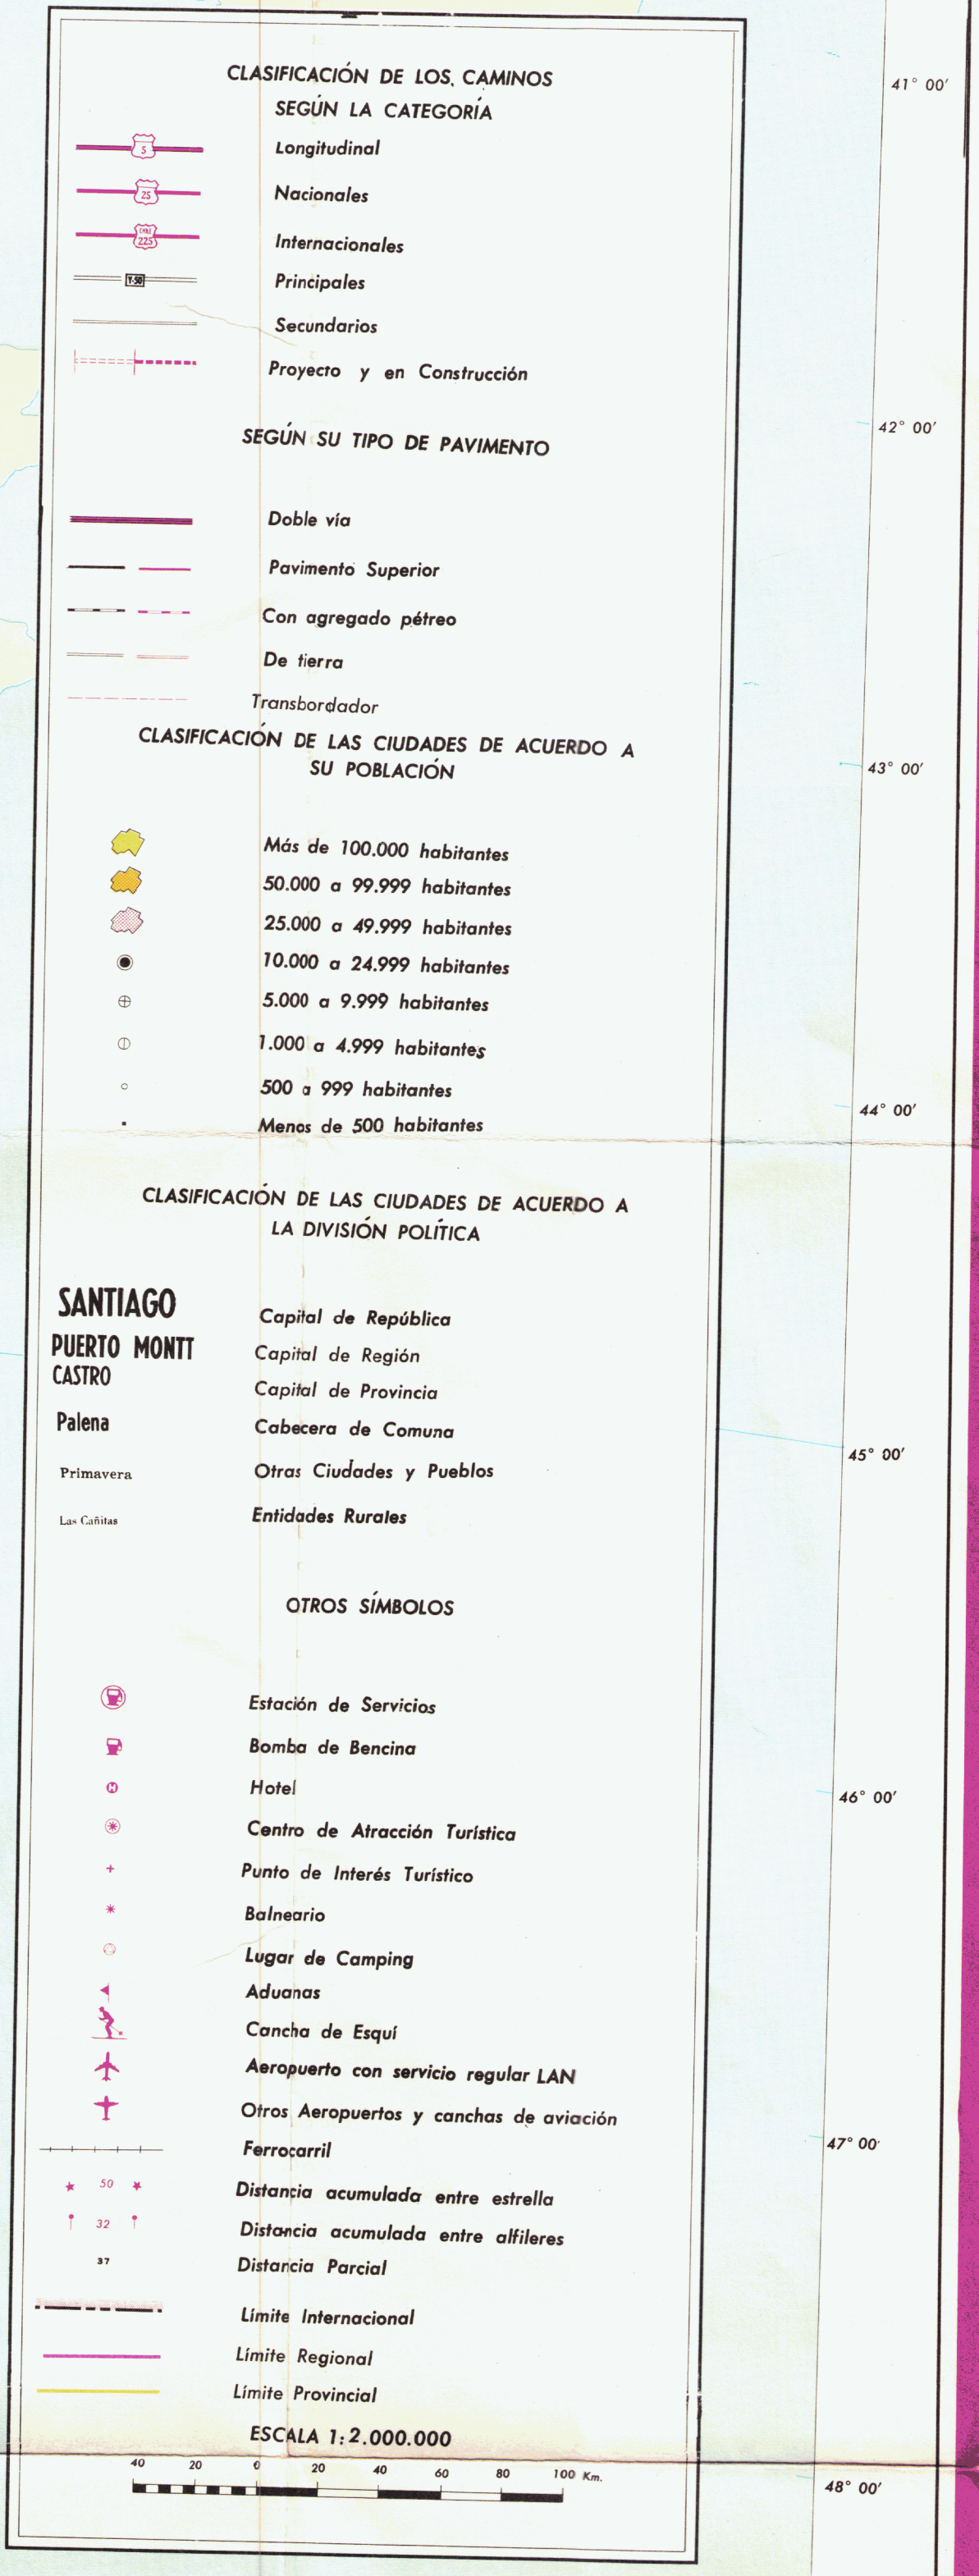 CLASIFICACIÓN DE LOS CAMINOS
SEGÚN LA CATEGORÍA
5 Longitudinal
25 Nacionales
CHILE 225 Internacionales
Y-50 Principales
Secundarios
Proyecto y en Construcción
SEGÚN SU TIPO DE PAVIMENTO
Doble vía
Pavimento Superior
Con agregado pétreo
De tierra
Transbordador
CLASIFICACIÓN DE LAS CIUDADES DE ACUERDO A
SU POBLACIÓN
Más de 100.000 habitantes
50.000 a 99.999 habitantes
25.000 a 49.999 habitantes
10.000 a 24.999 habitantes
5.000 a 9.999 habitantes
1.000 a 4.999 habitantes
500 a 999 habitantes
Menos de 500 habitantes
CLASIFICACIÓN DE LAS CIUDADES DE ACUERDO A
LA DIVISIÓN POLÍTICA
SANTIAGO Capital de República
PUERTO MONTT Capital de Región
CASTRO Capital de Provincia
Palena Cabecera de Comuna
Primavera Otras Ciudades y Pueblos
Las Cañitas Entidades Rurales
OTROS SÍMBOLOS
Estación de Servicios
Bomba de Bencina
H Hotel
Centro de Atracción Turística
Punto de Interés Turístico
Balneario
Lugar de Camping
Aduanas
Cancha de Esquí
Aeropuerto con servicio regular LAN
Otros Aeropuertos y canchas de aviación
Ferrocarril
50 Distancia acumulada entre estrella
32 Distancia acumulada entre alfileres
37 Distancia Parcial
Límite Internacional
Límite Regional
Límite Provincial
ESCALA 1:2.000.000
40 20 0 20 40 60 80 100 Km.
41° 00'
42° 00'
43° 00'
44° 00'
45° 00'
46° 00'
47° 00'
48° 00'